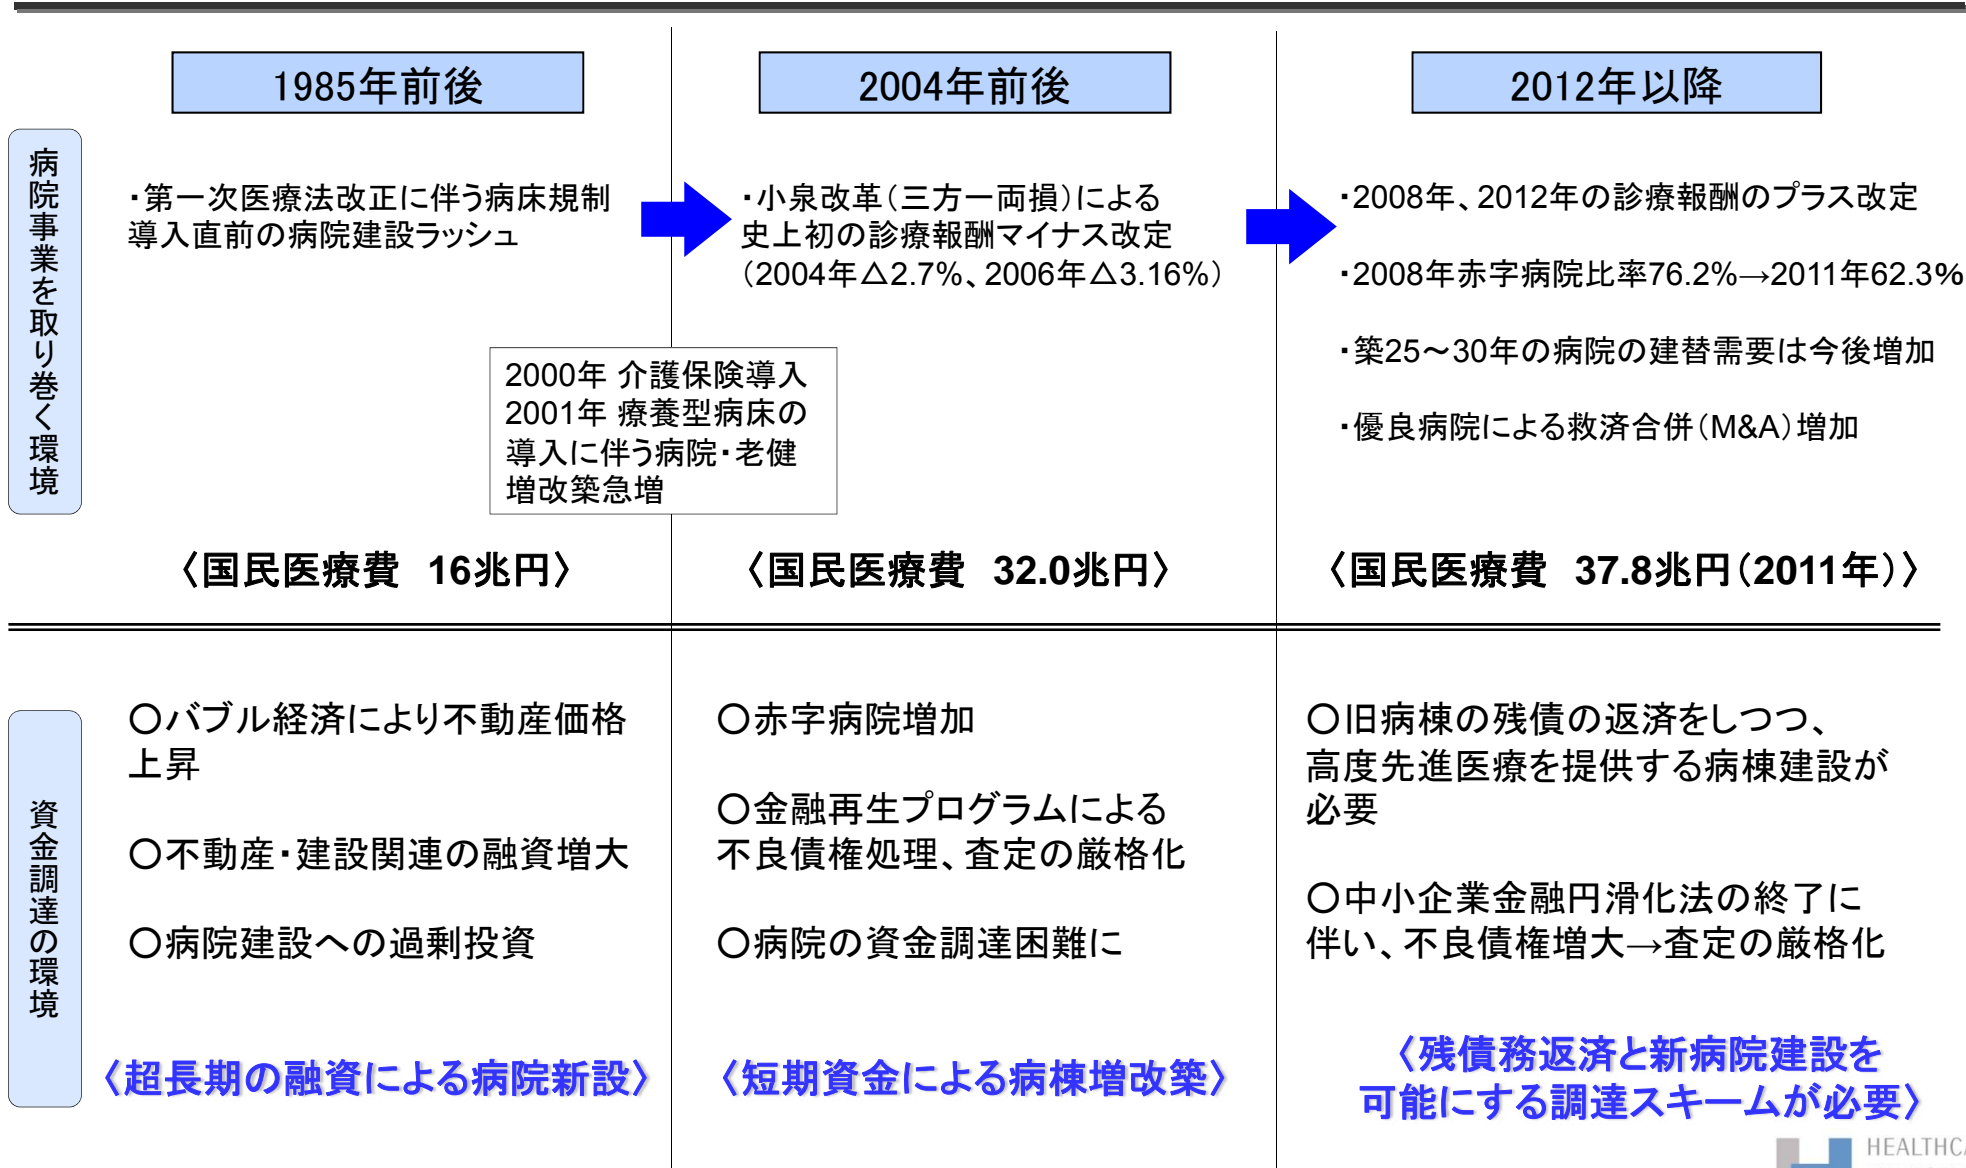 1985年前後
2004年前後
2012年以降
病院事業を取り巻く環境
・第一次医療法改正に伴う病床規制
導入直前の病院建設ラッシュ
・小泉改革（三方一両損）による
史上初の診療報酬マイナス改定
（2004年△2.7%、2006年△3.16%）
・2008年、2012年の診療報酬のプラス改定
・2008年赤字病院比率76.2%→2011年62.3%
・築25～30年の病院の建替需要は今後増加
・優良病院による救済合併（M&A）増加
2000年 介護保険導入
2001年 療養型病床の
導入に伴う病院・老健
増改築急増
〈国民医療費　16兆円〉
〈国民医療費　32.0兆円〉
〈国民医療費　37.8兆円（2011年）〉
資金調達の環境
〇バブル経済により不動産価格
上昇
〇不動産・建設関連の融資増大
〇病院建設への過剰投資
〈超長期の融資による病院新設〉
〇赤字病院増加
〇金融再生プログラムによる
不良債権処理、査定の厳格化
〇病院の資金調達困難に
〈短期資金による病棟増改築〉
〇旧病棟の残債の返済をしつつ、
高度先進医療を提供する病棟建設が
必要
〇中小企業金融円滑化法の終了に
伴い、不良債権増大→査定の厳格化
〈残債務返済と新病院建設を
可能にする調達スキームが必要〉